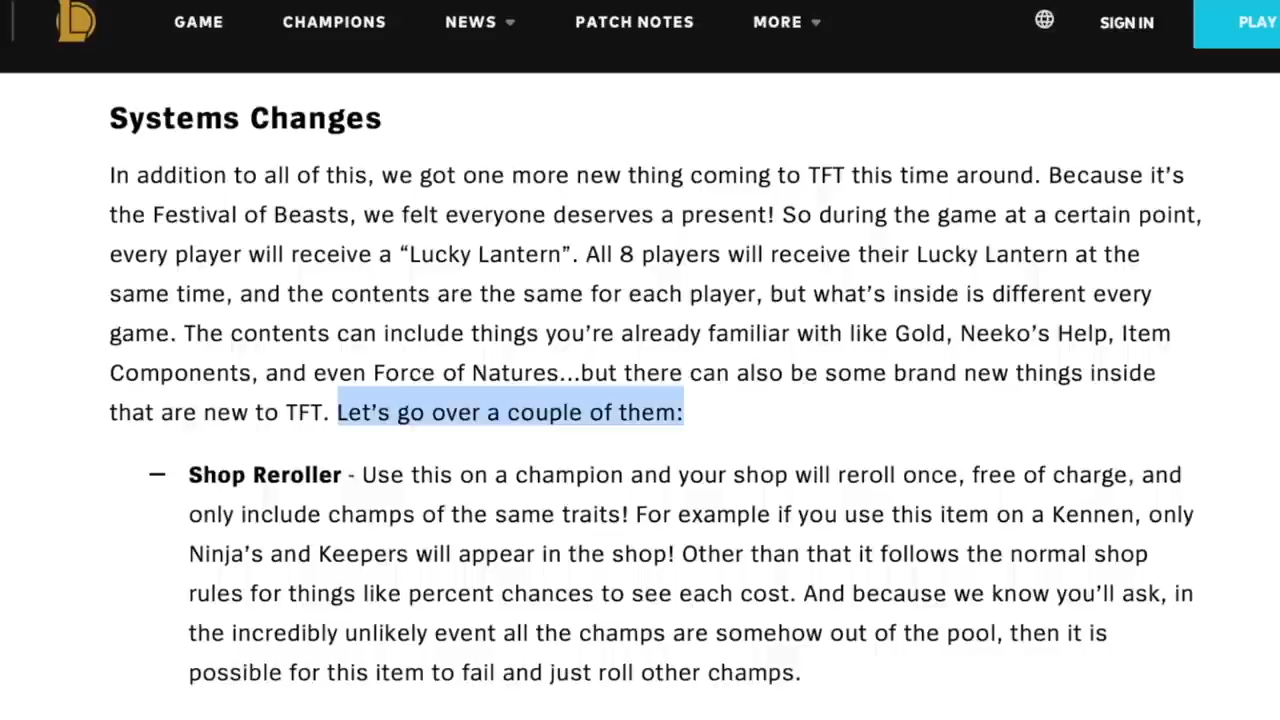 GAME CHAMPIONS NEWS PATCH NOTES MORE SIGN IN PLAY
Systems Changes
In addition to all of this, we got one more new thing coming to TFT this time around. Because it’s
the Festival of Beasts, we felt everyone deserves a present! So during the game at a certain point,
every player will receive a “Lucky Lantern”. All 8 players will receive their Lucky Lantern at the
same time, and the contents are the same for each player, but what’s inside is different every
game. The contents can include things you’re already familiar with like Gold, Neeko’s Help, Item
Components, and even Force of Natures…but there can also be some brand new things inside
that are new to TFT. Let’s go over a couple of them:
— Shop Reroller - Use this on a champion and your shop will reroll once, free of charge, and
only include champs of the same traits! For example if you use this item on a Kennen, only
Ninja’s and Keepers will appear in the shop! Other than that it follows the normal shop
rules for things like percent chances to see each cost. And because we know you’ll ask, in
the incredibly unlikely event all the champs are somehow out of the pool, then it is
possible for this item to fail and just roll other champs.